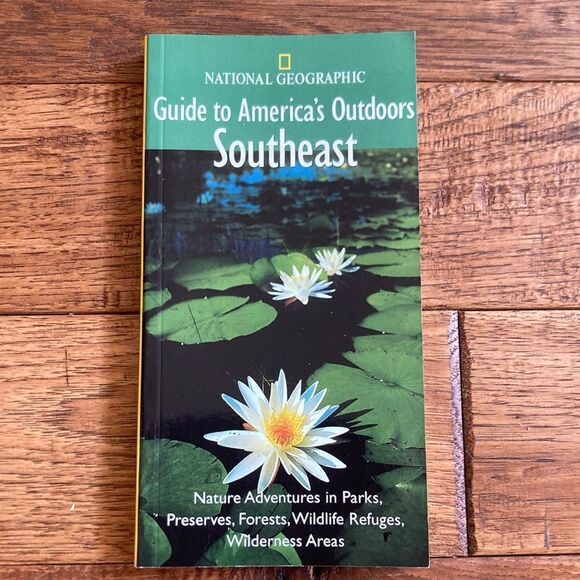 NATIONAL GEOGRAPHIC
Guide to America's Outdoors
Southeast
Nature Adventures in Parks,
Preserves, Forests, Wildlife Refuges,
Wilderness Areas